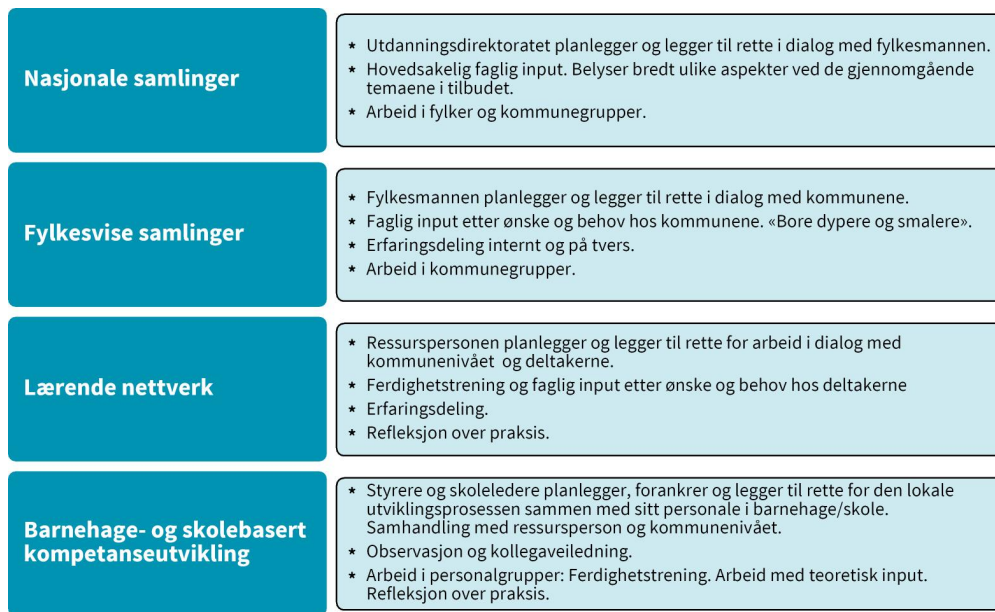 Nasjonale samlinger
* Utdanningsdirektoratet planlegger og legger til rette i dialog med fylkesmannen.
* Hovedsakelig faglig input. Belyser bredt ulike aspekter ved de gjennomgående
temaene i tilbudet.
* Arbeid i fylker og kommunegrupper.
Fylkesvise samlinger
* Fylkesmannen planlegger og legger til rette i dialog med kommunene.
* Faglig input etter ønske og behov hos kommunene. «Bore dypere og smalere».
* Erfaringsdeling internt og på tvers.
* Arbeid i kommunegrupper.
Lærende nettverk
* Ressurspersonen planlegger og legger til rette for arbeid i dialog med
kommunenivået og deltakerne.
* Ferdighetstrening og faglig input etter ønske og behov hos deltakerne
* Erfaringsdeling.
* Refleksjon over praksis.
Barnehage- og skolebasert
kompetanseutvikling
* Styrere og skoleledere planlegger, forankrer og legger til rette for den lokale
utviklingsprosessen sammen med sitt personale i barnehage/skole.
Samhandling med ressursperson og kommunenivået.
* Observasjon og kollegaveiledning.
* Arbeid i personalgrupper: Ferdighetstrening. Arbeid med teoretisk input.
Refleksjon over praksis.